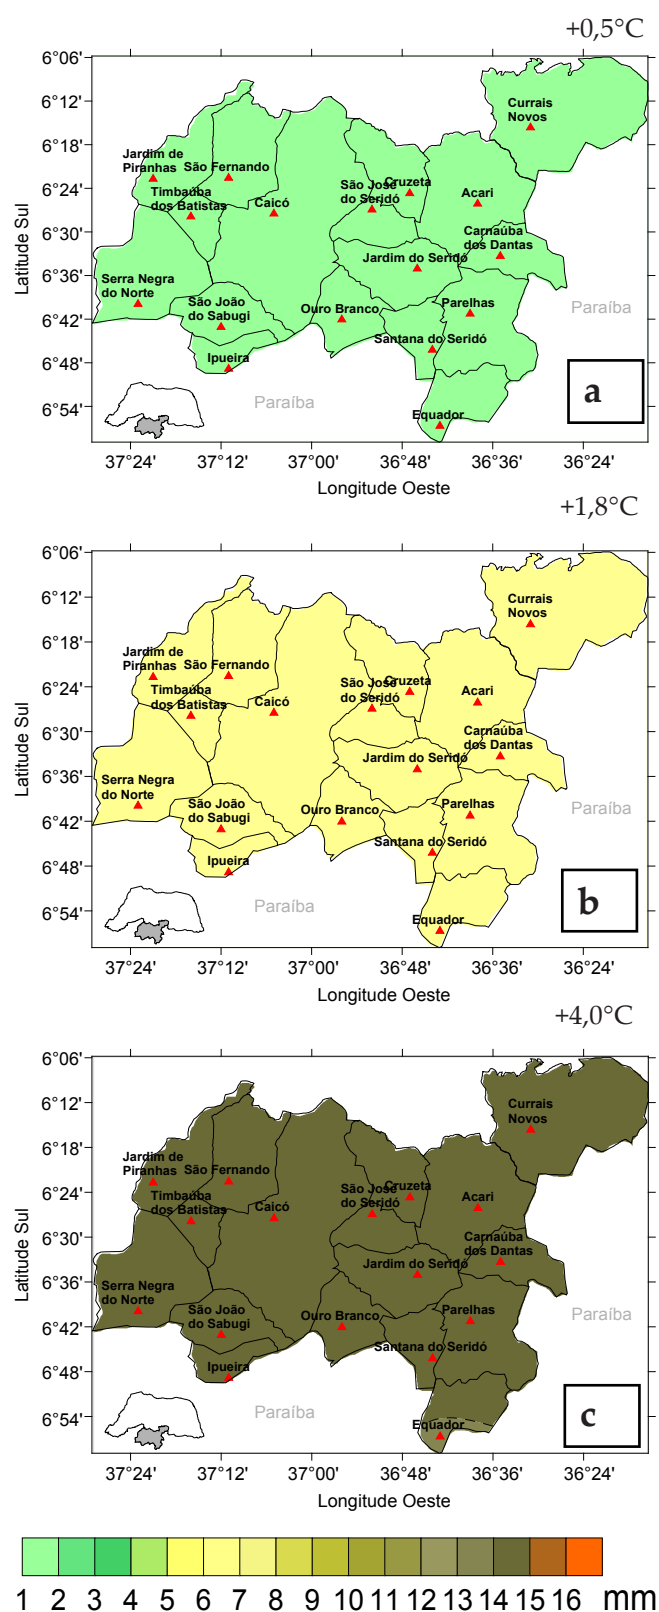 +0,5°C
6°06'
6°12'
6°18'
6°24'
6°30'
6°36'
6°42'
6°48'
6°54'
Latitude Sul
Currais
Novos
Jardim de
Piranhas
São Fernando
Timbaúba
dos Batistas
Caicó
São José
do Seridó
Cruzeta
Acari
Carnaúba
dos Dantas
Jardim do Seridó
Serra Negra
do Norte
São João
do Sabugi
Ouro Branco
Parelhas
Santana do Seridó
Ipueira
Equador
Paraíba
Paraíba
a
37°24'
37°12'
37°00'
36°48'
36°36'
36°24'
Longitude Oeste
+1,8°C
6°06'
6°12'
6°18'
6°24'
6°30'
6°36'
6°42'
6°48'
6°54'
Latitude Sul
Currais
Novos
Jardim de
Piranhas
São Fernando
Timbaúba
dos Batistas
Caicó
São José
do Seridó
Cruzeta
Acari
Carnaúba
dos Dantas
Jardim do Seridó
Serra Negra
do Norte
São João
do Sabugi
Ouro Branco
Parelhas
Santana do Seridó
Ipueira
Equador
Paraíba
Paraíba
b
37°24'
37°12'
37°00'
36°48'
36°36'
36°24'
Longitude Oeste
+4,0°C
6°06'
6°12'
6°18'
6°24'
6°30'
6°36'
6°42'
6°48'
6°54'
Latitude Sul
Currais
Novos
Jardim de
Piranhas
São Fernando
Timbaúba
dos Batistas
Caicó
São José
do Seridó
Cruzeta
Acari
Carnaúba
dos Dantas
Jardim do Seridó
Serra Negra
do Norte
São João
do Sabugi
Ouro Branco
Parelhas
Santana do Seridó
Ipueira
Equador
Paraíba
Paraíba
c
37°24'
37°12'
37°00'
36°48'
36°36'
36°24'
Longitude Oeste
1 2 3 4 5 6 7 8 9 10 11 12 13 14 15 16 mm